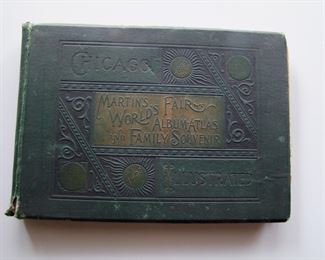 CHICAGO
MARTIN'S
WORLD'S FAIR
ALBUM-ATLAS
AND FAMILY SOUVENIR
ILLUSTRATED